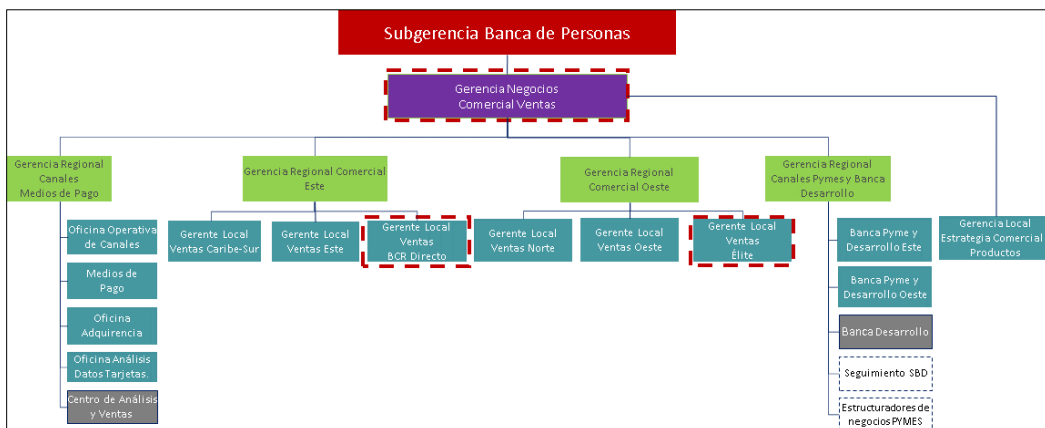 Subgerencia Banca de Personas
Gerencia Negocios
Comercial Ventas
Gerencia Regional
Canales
Medios de Pago
Gerencia Regional Comercial
Este
Gerencia Regional
Comercial Oeste
Gerencia Regional
Canales Pymes y Banca
Desarrollo
Oficina Operativa
de Canales
Medios de
Pago
Oficina
Adquirencia
Oficina Análisis
Datos Tarjetas.
Centro de Análisis
y Ventas
Gerente Local
Ventas Caribe-Sur
Gerente Local
Ventas Este
Gerente Local
Ventas
BCR Directo
Gerente Local
Ventas Norte
Gerente Local
Ventas Oeste
Gerente Local
Ventas
Élite
Banca Pyme y
Desarrollo Este
Banca Pyme y
Desarrollo Oeste
Banca Desarrollo
Seguimiento SBD
Estructuradores de
negocios PYMES
Gerencia Local
Estrategia Comercial
Productos